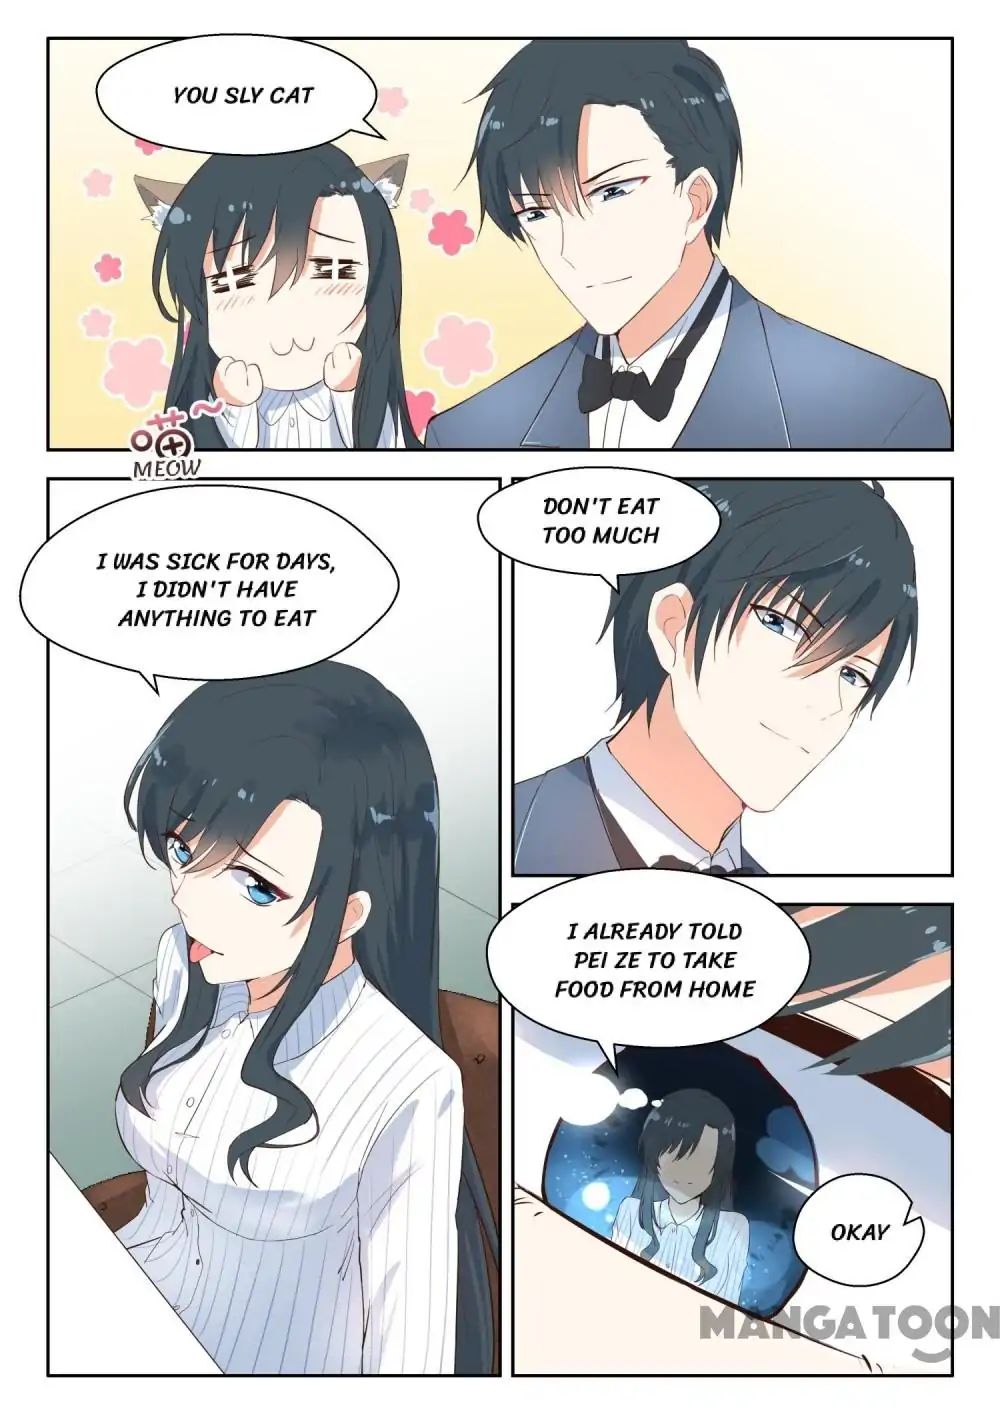 YOU SLY CAT
喵~
MEOW
I WAS SICK FOR DAYS,
I DIDN'T HAVE
ANYTHING TO EAT
DON'T EAT
TOO MUCH
I ALREADY TOLD
PEI ZE TO TAKE
FOOD FROM HOME
OKAY
MANGATOON